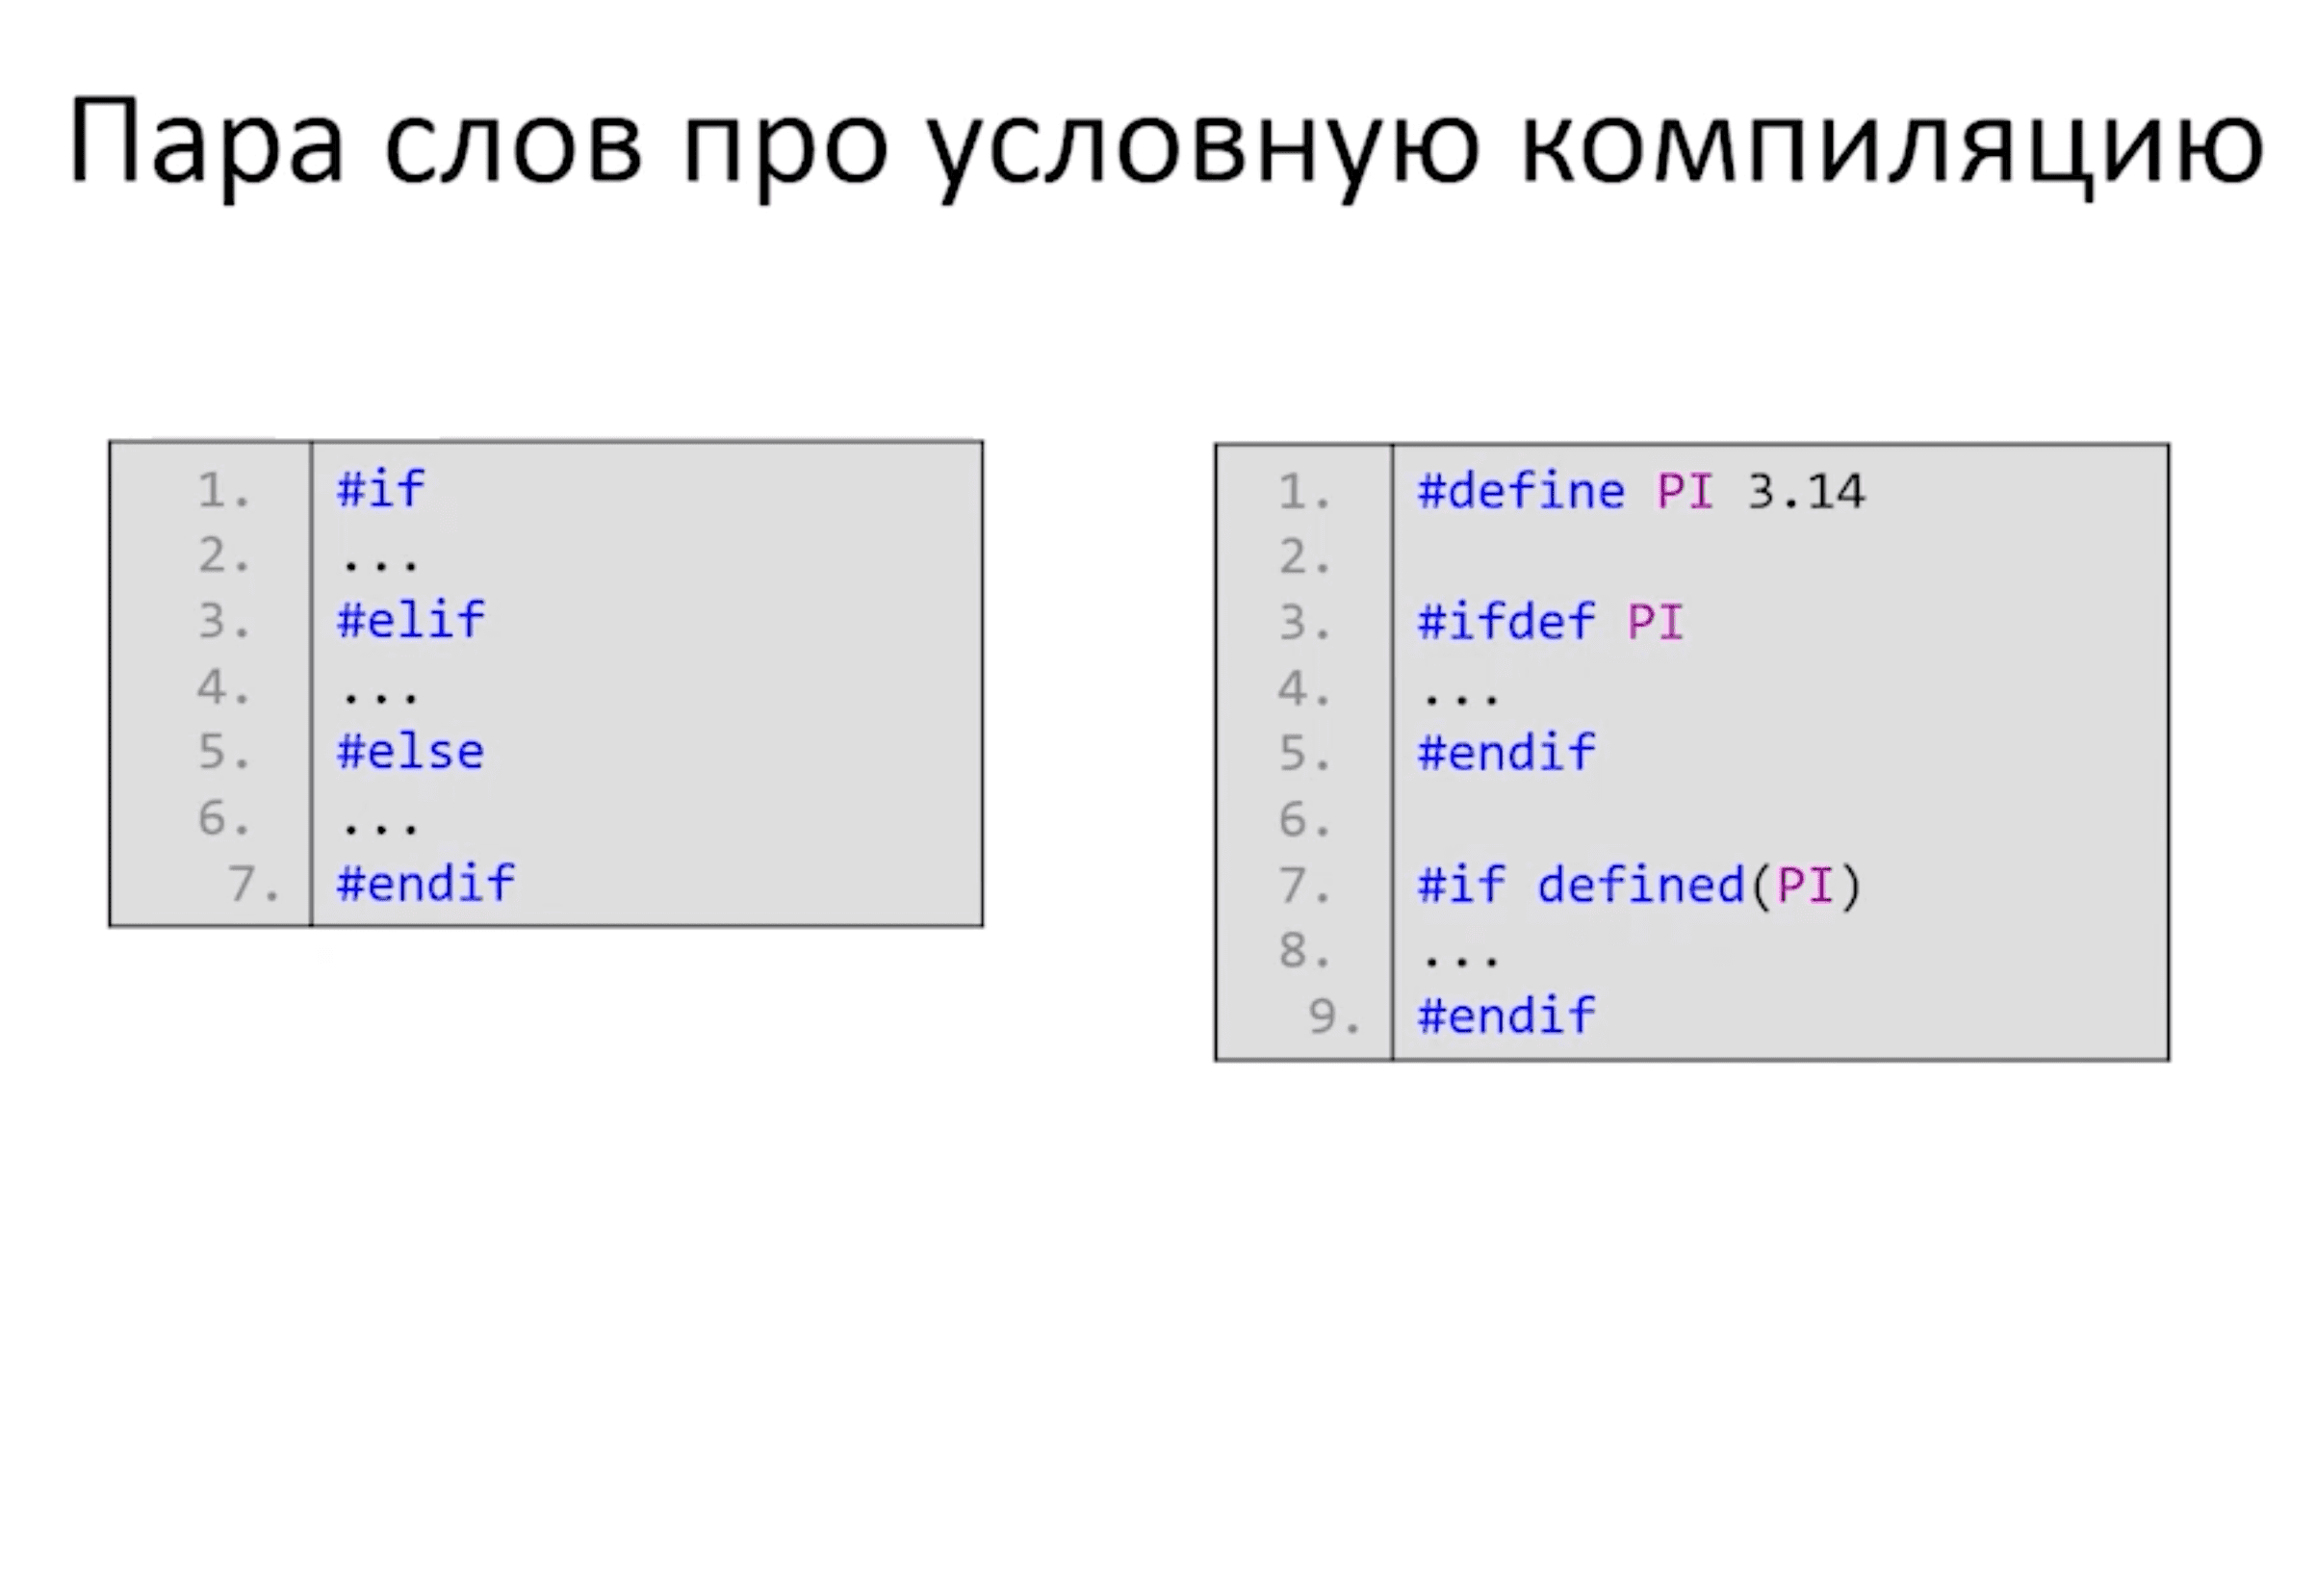 Пара слов про условную компиляцию
1. #if
2. ...
3. #elif
4. ...
5. #else
6. ...
7. #endif
1. #define PI 3.14
2.
3. #ifdef PI
4. ...
5. #endif
6.
7. #if defined(PI)
8. ...
9. #endif